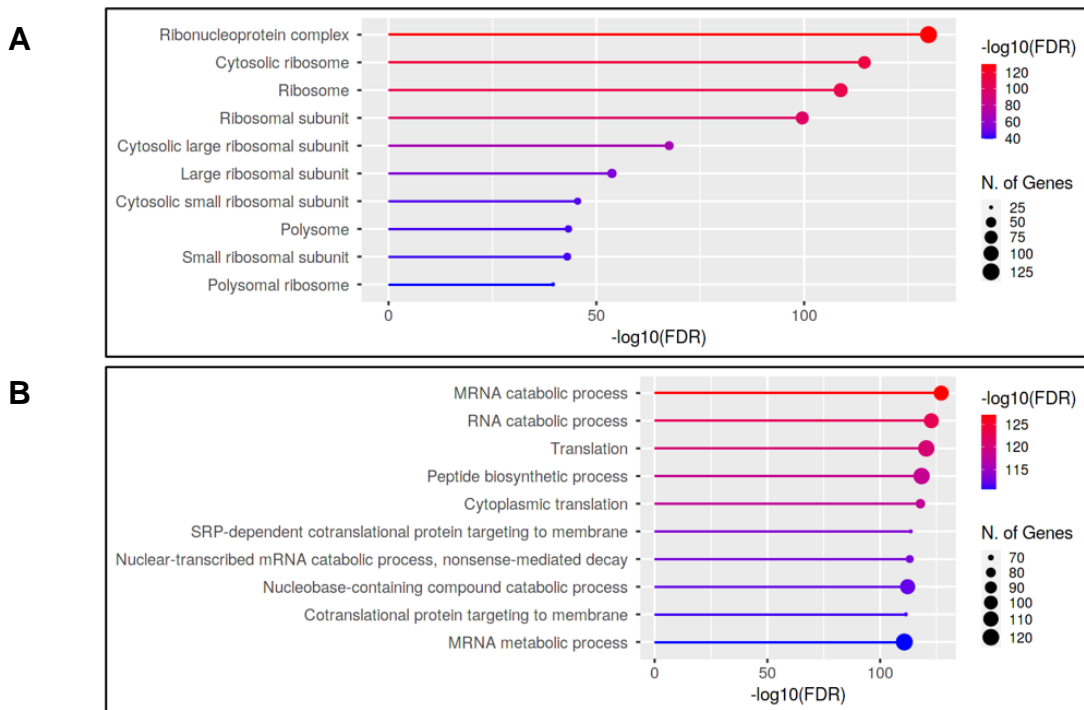 A
Ribonucleoprotein complex
Cytosolic ribosome
Ribosome
Ribosomal subunit
Cytosolic large ribosomal subunit
Large ribosomal subunit
Cytosolic small ribosomal subunit
Polysome
Small ribosomal subunit
Polysomal ribosome
0 50 100
-log10(FDR)
-log10(FDR)
120
100
80
60
40
N. of Genes
25
50
75
100
125
B
MRNA catabolic process
RNA catabolic process
Translation
Peptide biosynthetic process
Cytoplasmic translation
SRP-dependent cotranslational protein targeting to membrane
Nuclear-transcribed mRNA catabolic process, nonsense-mediated decay
Nucleobase-containing compound catabolic process
Cotranslational protein targeting to membrane
MRNA metabolic process
0 50 100
-log10(FDR)
-log10(FDR)
125
120
115
N. of Genes
70
80
90
100
110
120